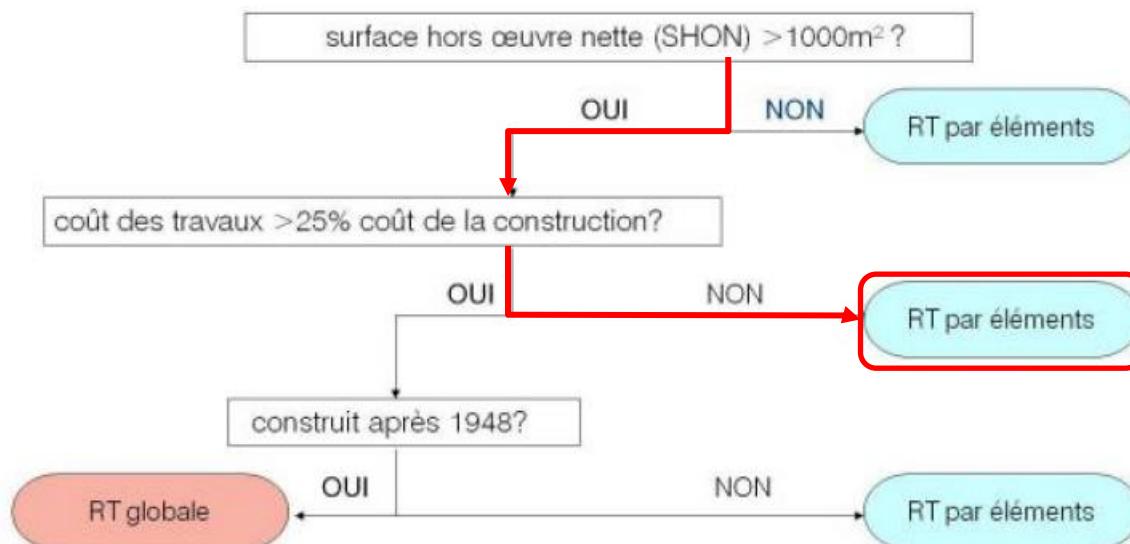 surface hors œuvre nette (SHON) >1000m² ?
OUI
NON
RT par éléments
coût des travaux >25% coût de la construction?
OUI
NON
RT par éléments
construit après 1948?
OUI
NON
RT globale
RT par éléments